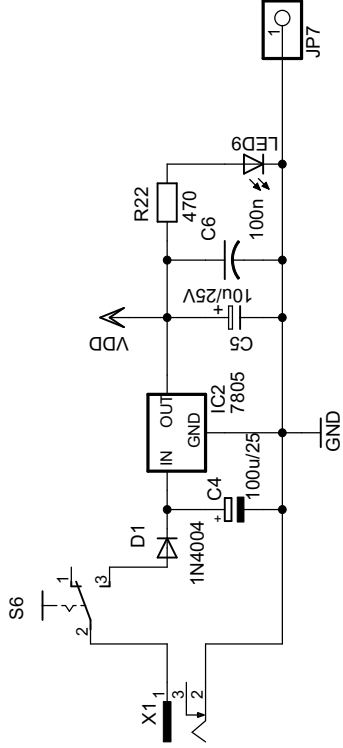 S6
1
2
3
X1
1
3
2
D1
1N4004
C4
+
100u/25
IN
OUT
GND
IC2
7805
VDD
GND
C5
+
10u/25V
C6
100n
R22
470
LED9
1
JP7